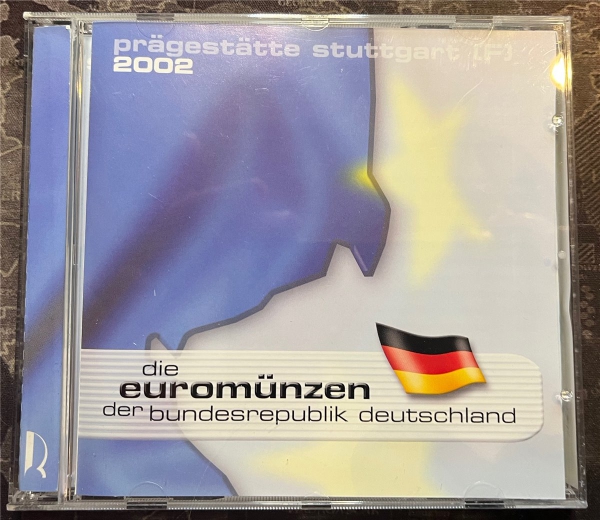 prägestätte stuttgart [F]
2002
die
euromünzen
der bundesrepublik deutschland
R